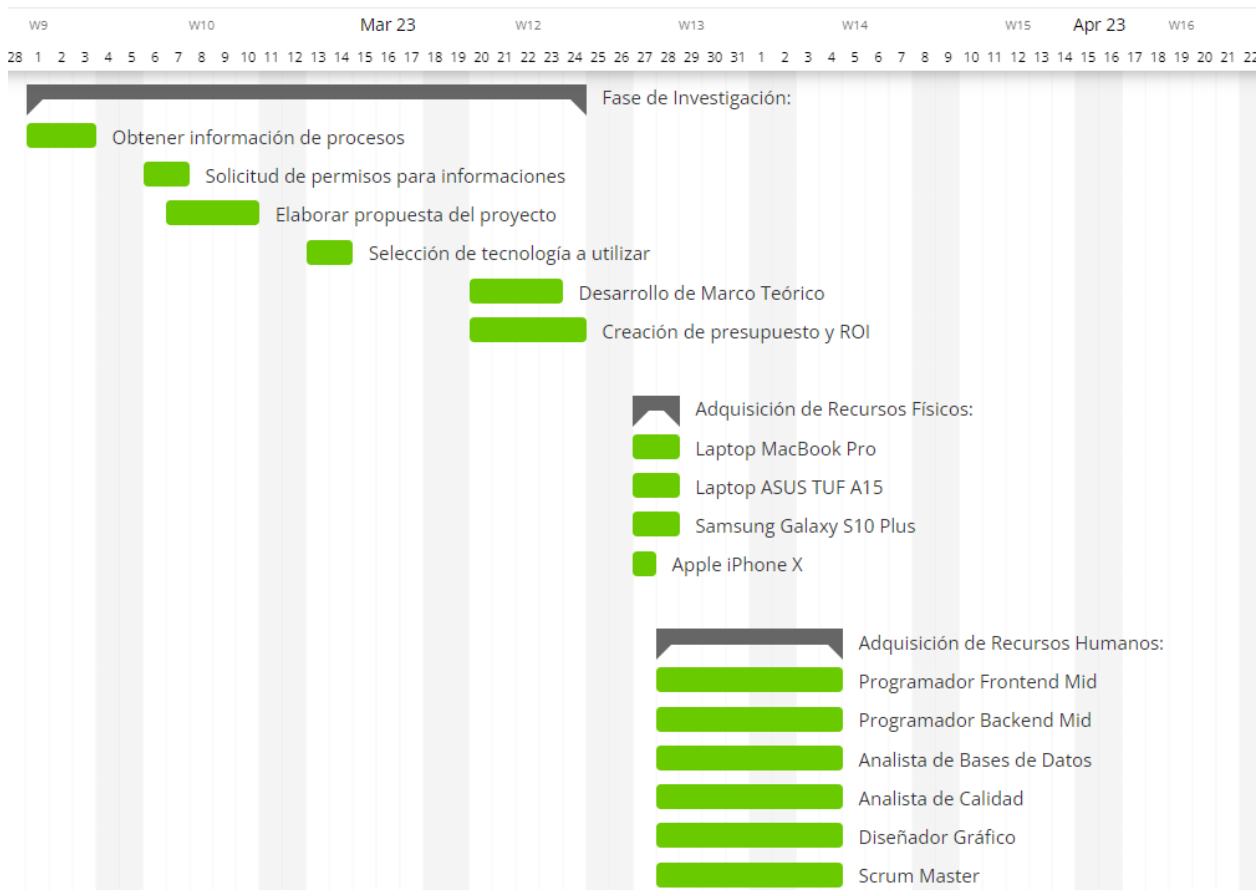 W9 W10 Mar 23 W12 W13 W14 W15 Apr 23 W16
28 1 2 3 4 5 6 7 8 9 10 11 12 13 14 15 16 17 18 19 20 21 22 23 24 25 26 27 28 29 30 31 1 2 3 4 5 6 7 8 9 10 11 12 13 14 15 16 17 18 19 20 21 22
Fase de Investigación:
Obtener información de procesos
Solicitud de permisos para informaciones
Elaborar propuesta del proyecto
Selección de tecnología a utilizar
Desarrollo de Marco Teórico
Creación de presupuesto y ROI
Adquisición de Recursos Físicos:
Laptop MacBook Pro
Laptop ASUS TUF A15
Samsung Galaxy S10 Plus
Apple iPhone X
Adquisición de Recursos Humanos:
Programador Frontend Mid
Programador Backend Mid
Analista de Bases de Datos
Analista de Calidad
Diseñador Gráfico
Scrum Master